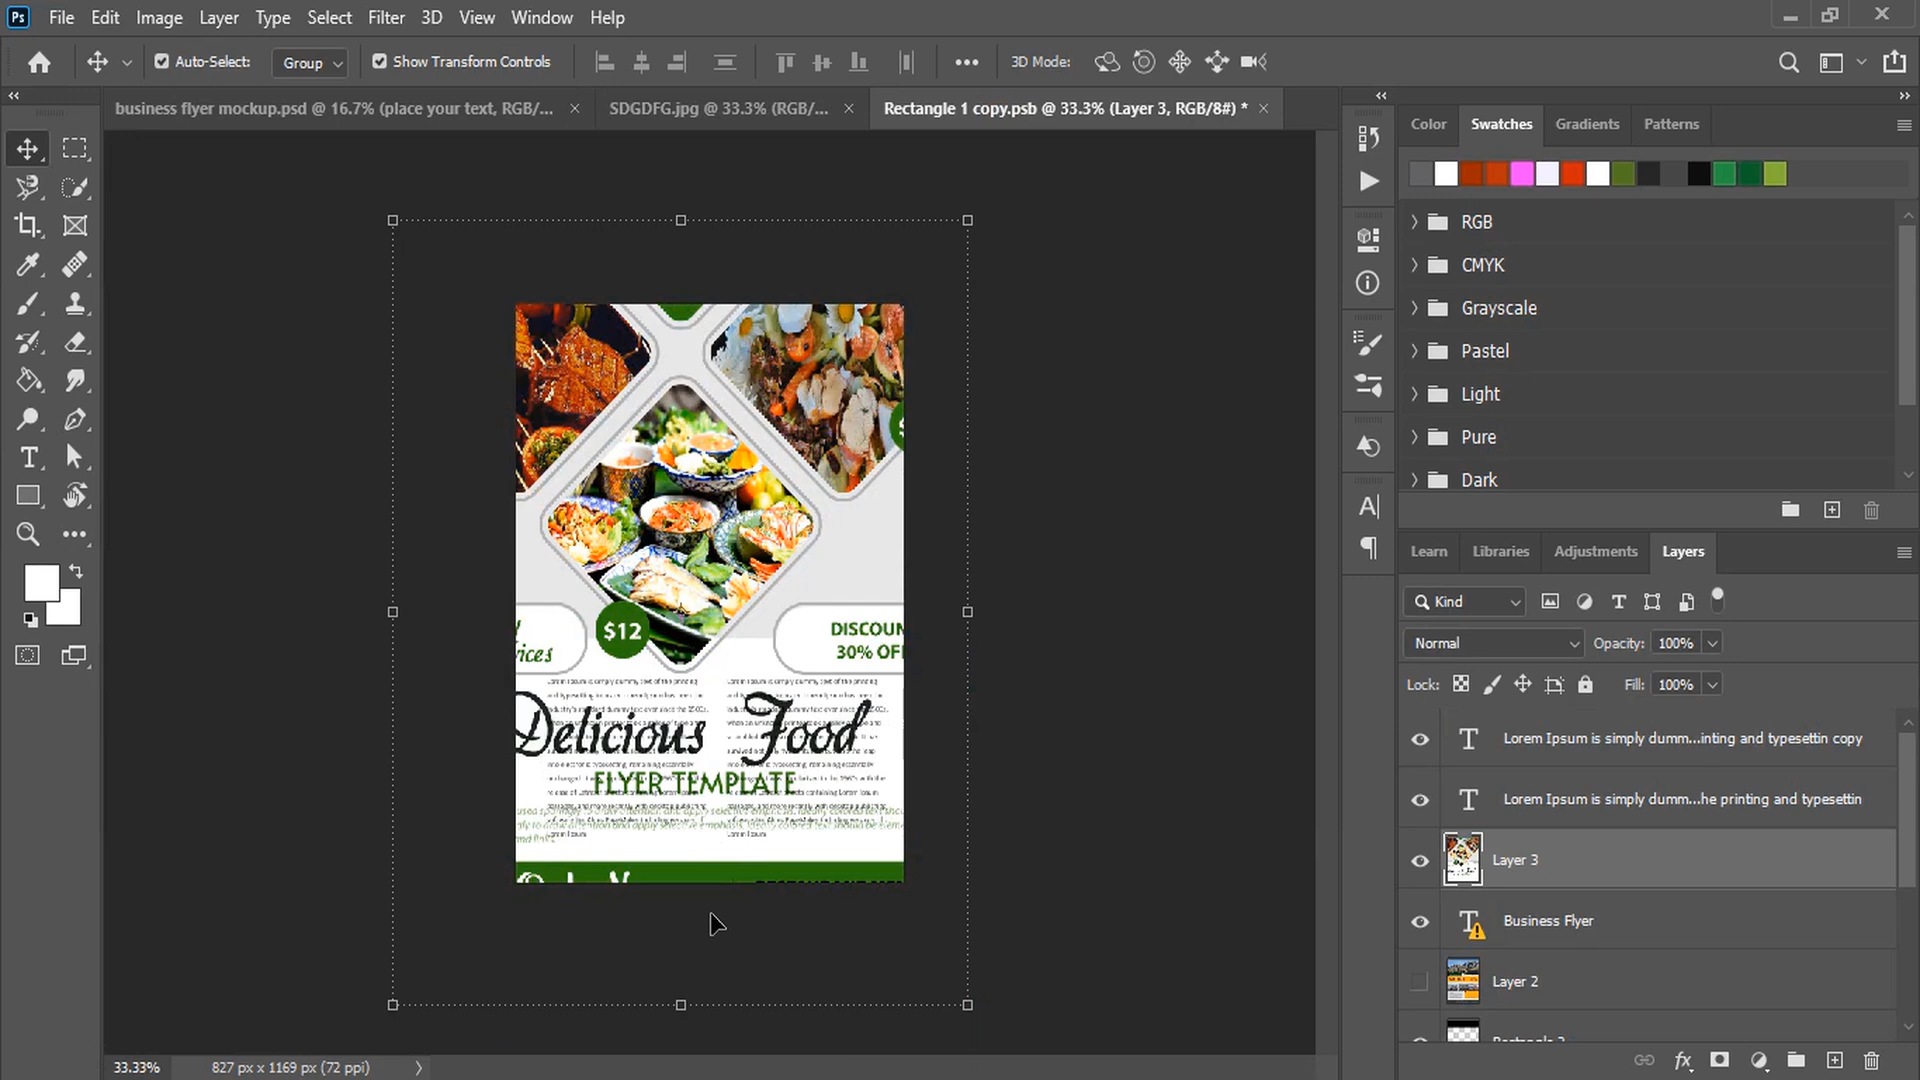 Ps File Edit Image Layer Type Select Filter 3D View Window Help
Auto-Select: Group Show Transform Controls 3D Mode:
business flyer mockup.psd @ 16.7% (place your text, RGB/... SDGDFG.jpg @ 33.3% (RGB/... Rectangle 1 copy.psb @ 33.3% (Layer 3, RGB/8#) *
Color Swatches Gradients Patterns
RGB
CMYK
Grayscale
Pastel
Light
Pure
Dark
Learn Libraries Adjustments Layers
Kind
Normal Opacity: 100%
Lock: Fill: 100%
Lorem Ipsum is simply dumm...inting and typesettin copy
Lorem Ipsum is simply dumm...he printing and typesettin
Layer 3
Business Flyer
Layer 2
$12
DISCOUN
30% OF
Delicious Food
FLYER TEMPLATE
33.33% 827 px x 1169 px (72 ppi)